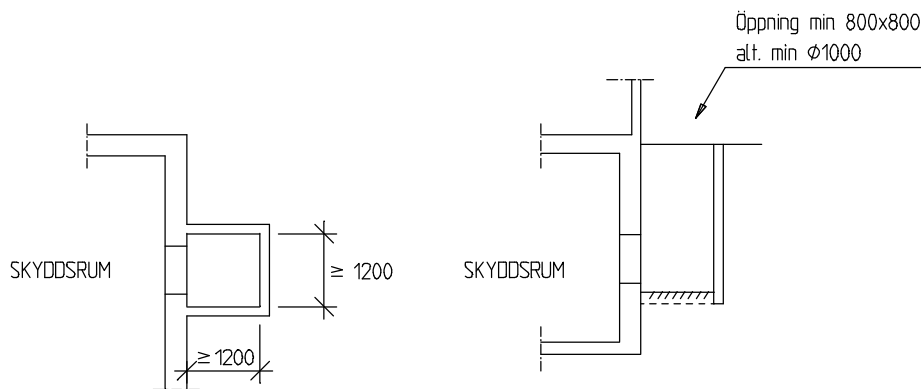 Öppning min 800x800
alt. min Ø1000
SKYDDSRUM
≥ 1200
SKYDDSRUM
≥ 1200